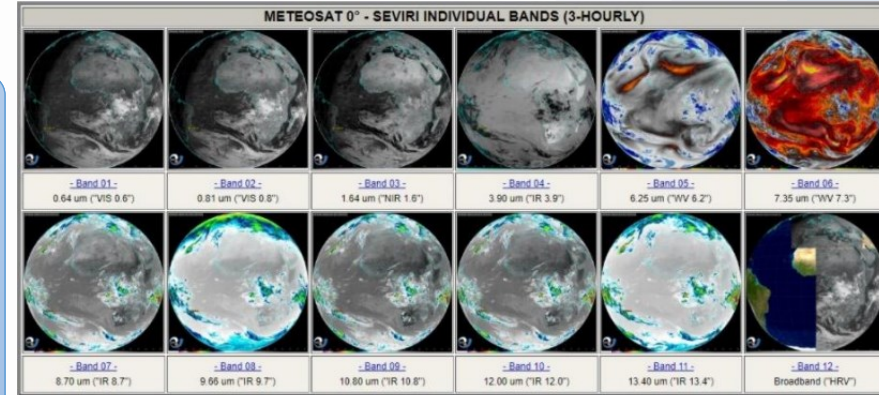 METEOSAT 0° - SEVIRI INDIVIDUAL BANDS (3-HOURLY)
- Band 01 -
0.64 um ("VIS 0.6")
- Band 02 -
0.81 um ("VIS 0.8")
- Band 03 -
1.64 um ("NIR 1.6")
- Band 04 -
3.90 um ("IR 3.9")
- Band 05 -
6.25 um ("WV 6.2")
- Band 06 -
7.35 um ("WV 7.3")
- Band 07 -
8.70 um ("IR 8.7")
- Band 08 -
9.66 um ("IR 9.7")
- Band 09 -
10.80 um ("IR 10.8")
- Band 10 -
12.00 um ("IR 12.0")
- Band 11 -
13.40 um ("IR 13.4")
- Band 12 -
Broadband ("HRV")